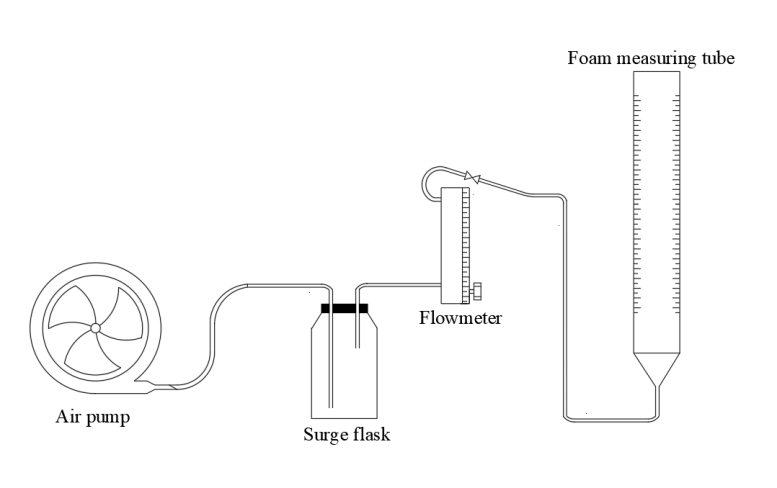 Foam measuring tube
Flowmeter
Air pump
Surge flask